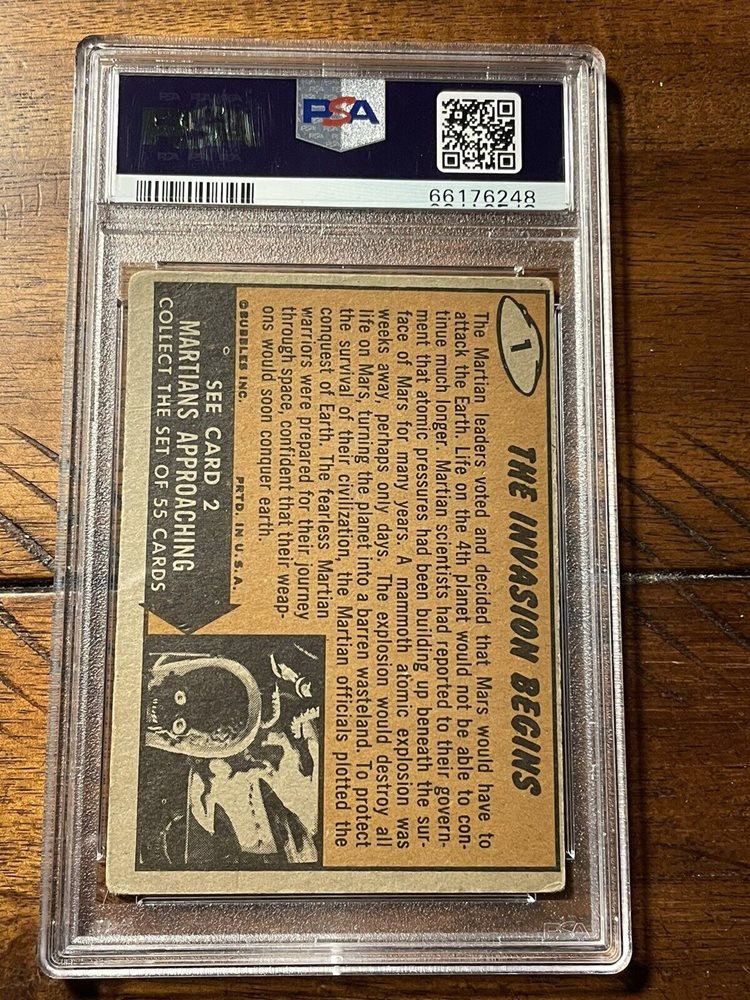 PSA
66176248
1
THE INVASION BEGINS
The Martian leaders voted and decided that Mars would have to
attack the Earth. Life on the 4th planet would not be able to con-
tinue much longer. Martian scientists had reported to their govern-
ment that atomic pressures had been building up beneath the sur-
face of Mars for many years. A mammoth atomic explosion was
weeks away, perhaps only days. The explosion would destroy all
life on Mars, turning the planet into a barren wasteland. To protect
the survival of their civilization, the Martian officials plotted the
conquest of Earth. The fearless Martian
warriors were prepared for their journey
through space, confident that their weap-
ons would soon conquer earth.
©BUBBLES INC. PRTD. IN U.S.A.
SEE CARD 2
MARTIANS APPROACHING
COLLECT THE SET OF 55 CARDS
PSA